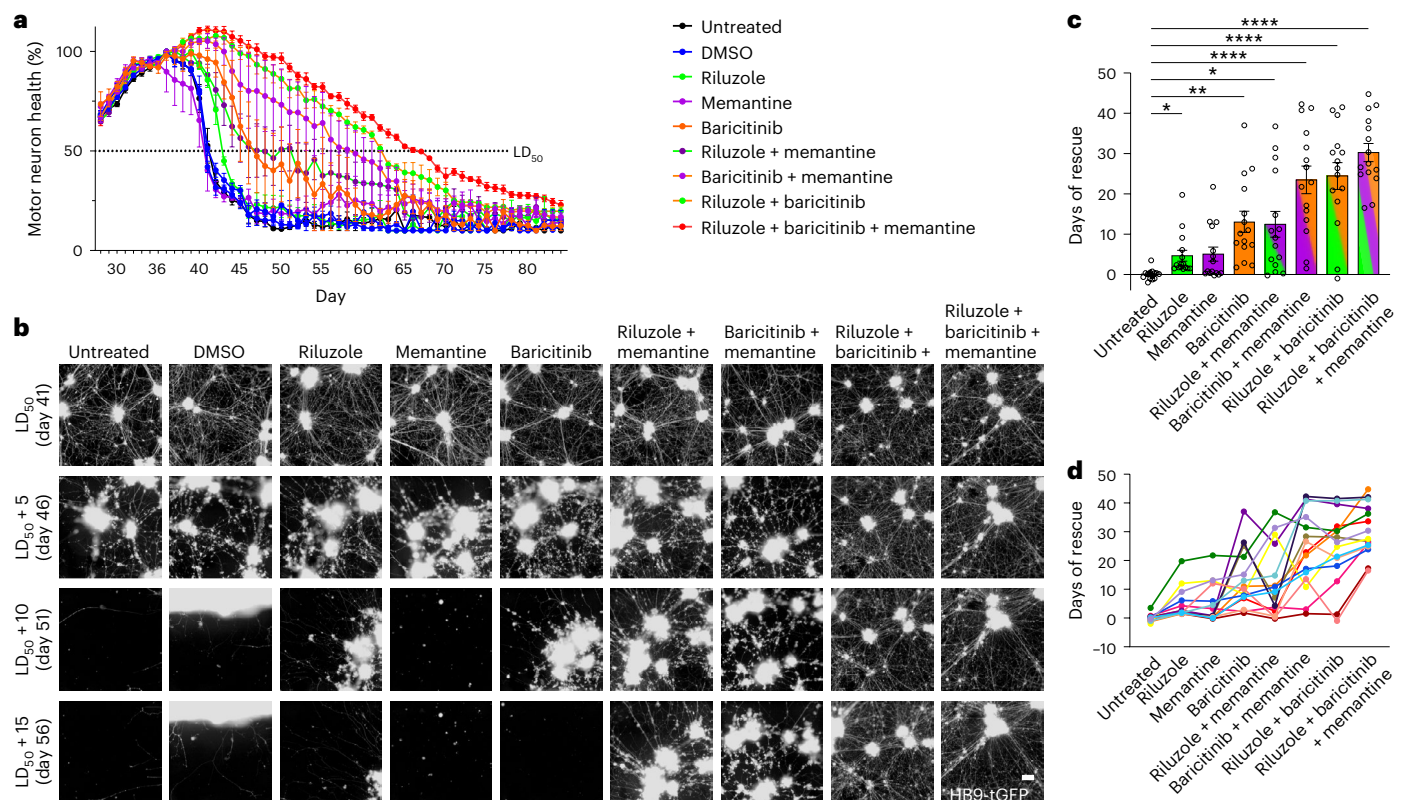 a
Motor neuron health (%)
100
50
0
LD50
30 36 40 45 50 55 60 65 70 75 80
Day
Untreated
DMSO
Riluzole
Memantine
Baricitinib
Riluzole + memantine
Baricitinib + memantine
Riluzole + baricitinib
Riluzole + baricitinib + memantine
b
Untreated
DMSO
Riluzole
Memantine
Baricitinib
Riluzole +
memantine
Baricitinib +
memantine
Riluzole +
baricitinib +
Riluzole +
baricitinib +
memantine
LD50
(day 41)
LD50 + 5
(day 46)
LD50 + 10
(day 51)
LD50 + 15
(day 56)
HB9-tGFP
c
Days of rescue
50
40
30
20
10
0
****
****
****
*
**
*
Untreated
Riluzole
Memantine
Baricitinib
Riluzole + memantine
Baricitinib + memantine
Riluzole + baricitinib
Riluzole + baricitinib
+ memantine
d
Days of rescue
50
40
30
20
10
0
–10
Untreated
Riluzole
Memantine
Baricitinib
Riluzole + memantine
Baricitinib + memantine
Riluzole + baricitinib
Riluzole + baricitinib
+ memantine